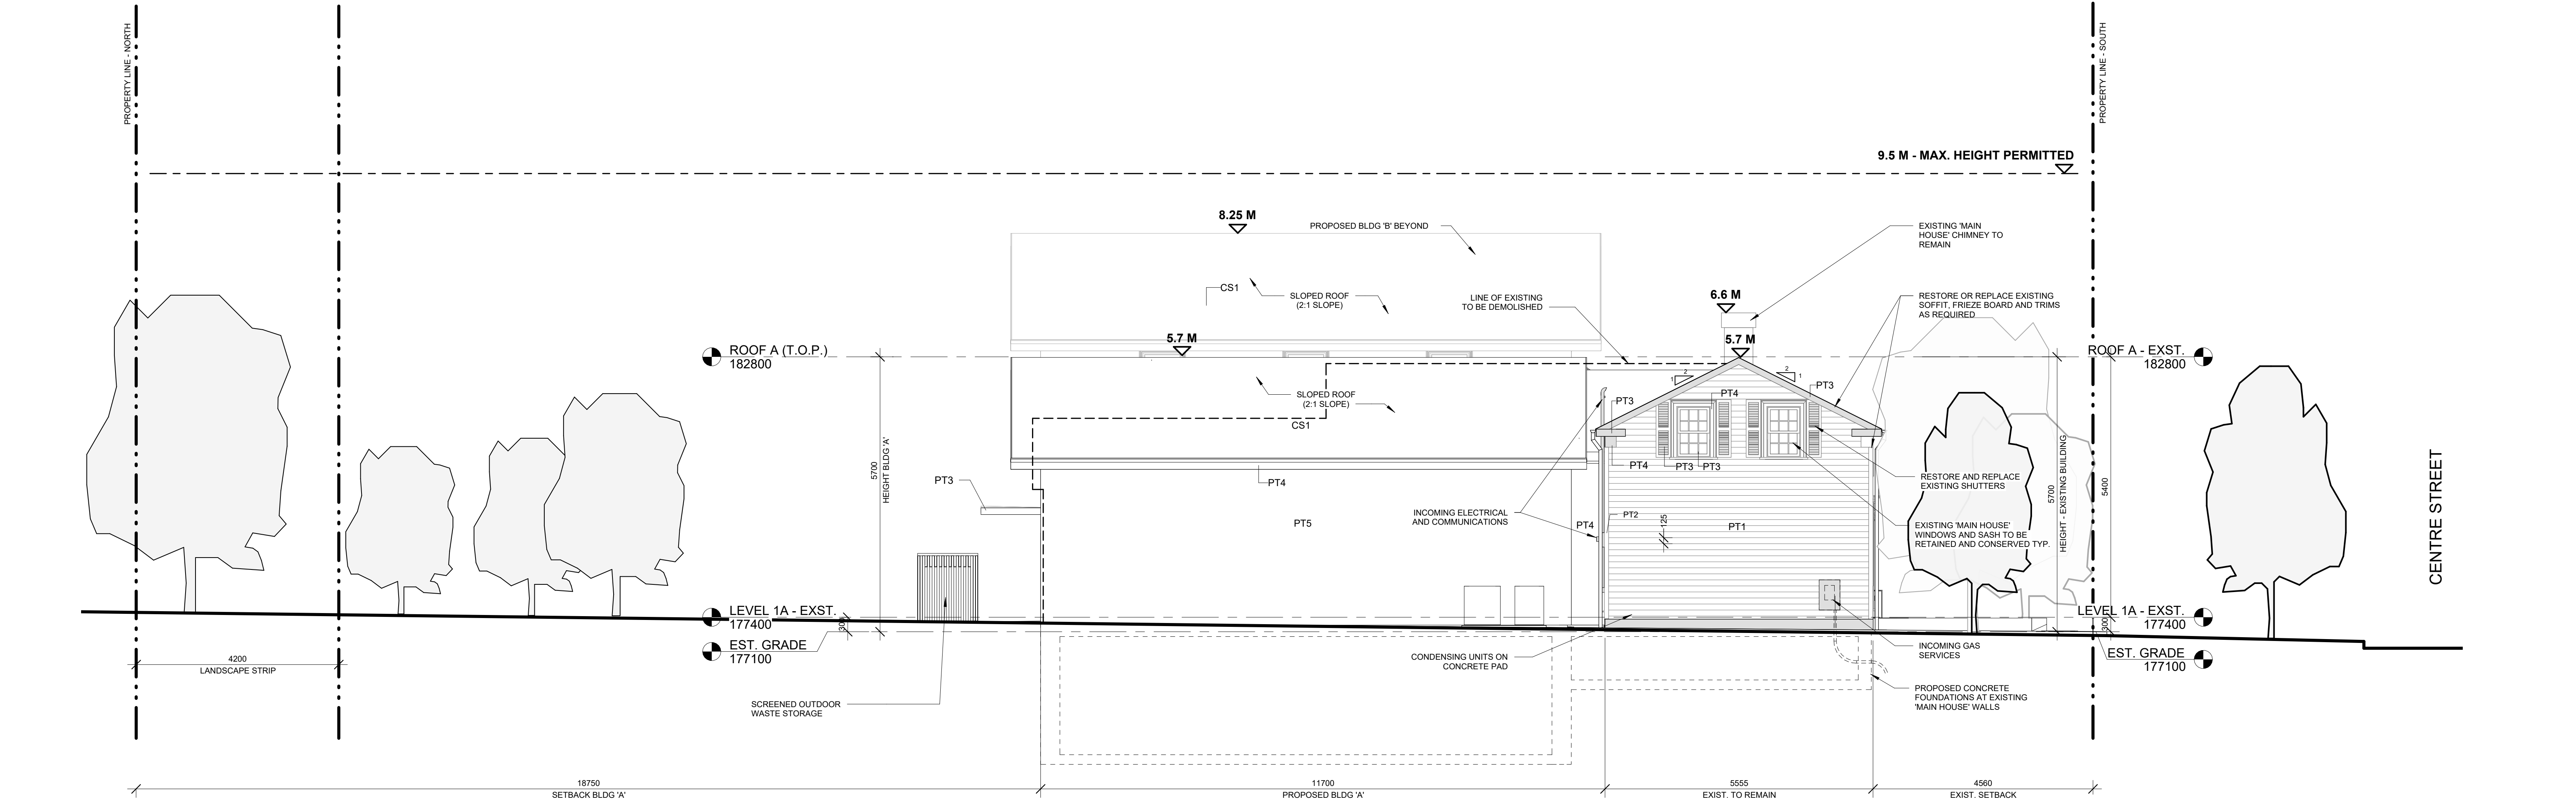 PROPERTY LINE - NORTH
PROPERTY LINE - SOUTH
9.5 M - MAX. HEIGHT PERMITTED
8.25 M
PROPOSED BLDG 'B' BEYOND
EXISTING 'MAIN
HOUSE' CHIMNEY TO
REMAIN
CS1
SLOPED ROOF
(2:1 SLOPE)
LINE OF EXISTING
TO BE DEMOLISHED
6.6 M
RESTORE OR REPLACE EXISTING
SOFFIT, FRIEZE BOARD AND TRIMS
AS REQUIRED
5.7 M
5.7 M
ROOF A (T.O.P.)
182800
ROOF A - EXST.
182800
2
1
2
1
PT3
PT4
PT3
SLOPED ROOF
(2:1 SLOPE)
CS1
PT4
PT3
PT3
PT4
PT3
5700
HEIGHT BLDG 'A'
PT5
INCOMING ELECTRICAL
AND COMMUNICATIONS
PT4
PT2
125
PT1
RESTORE AND REPLACE
EXISTING SHUTTERS
EXISTING 'MAIN HOUSE'
WINDOWS AND SASH TO BE
RETAINED AND CONSERVED TYP.
5700
HEIGHT - EXISTING BUILDING
5400
CENTRE STREET
LEVEL 1A - EXST.
177400
300
EST. GRADE
177100
LEVEL 1A - EXST.
177400
300
EST. GRADE
177100
4200
LANDSCAPE STRIP
CONDENSING UNITS ON
CONCRETE PAD
INCOMING GAS
SERVICES
SCREENED OUTDOOR
WASTE STORAGE
PROPOSED CONCRETE
FOUNDATIONS AT EXISTING
'MAIN HOUSE' WALLS
18750
SETBACK BLDG 'A'
11700
PROPOSED BLDG 'A'
5555
EXIST. TO REMAIN
4560
EXIST. SETBACK